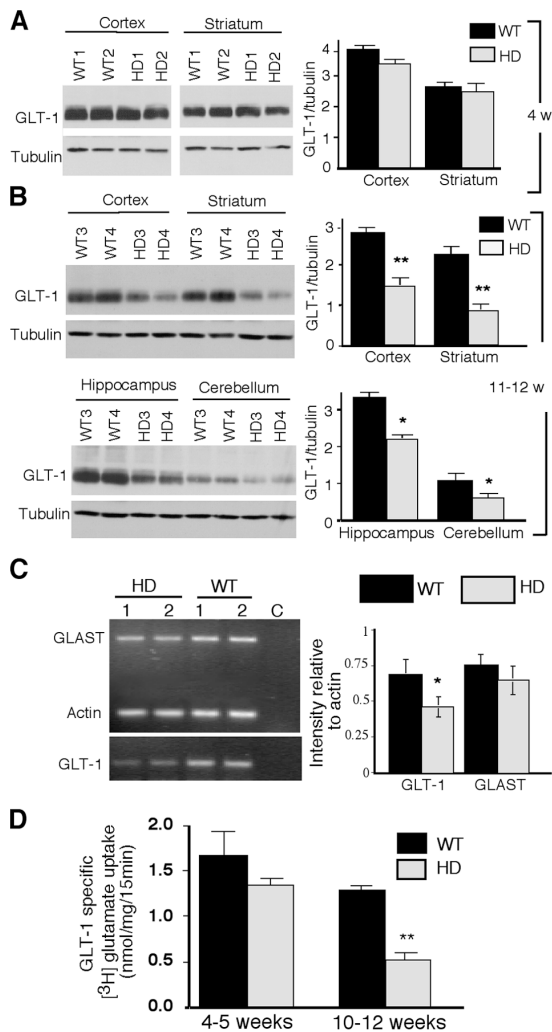 A
Cortex Striatum
WT1 WT2 HD1 HD2 WT1 WT2 HD1 HD2
GLT-1
Tubulin
GLT-1/tubulin
4
3
2
1
0
WT
HD
Cortex Striatum
4 w
B
Cortex Striatum
WT3 WT4 HD3 HD4 WT3 WT4 HD3 HD4
GLT-1
Tubulin
GLT-1/tubulin
3
2
1
0
WT
HD
** **
Cortex Striatum
Hippocampus Cerebellum
WT3 WT4 HD3 HD4 WT3 WT4 HD3 HD4
GLT-1
Tubulin
GLT-1/tubulin
3
2
1
0
* *
Hippocampus Cerebellum
11-12 w
C
HD WT
1 2 1 2 C
GLAST
Actin
GLT-1
WT HD
Intensity relative
to actin
1
0.75
0.5
0.25
0
*
GLT-1 GLAST
D
GLT-1 specific
[3H] glutamate uptake
(nmol/mg/15min)
2.0
1.5
1.0
0.5
0.0
WT
HD
**
4-5 weeks 10-12 weeks